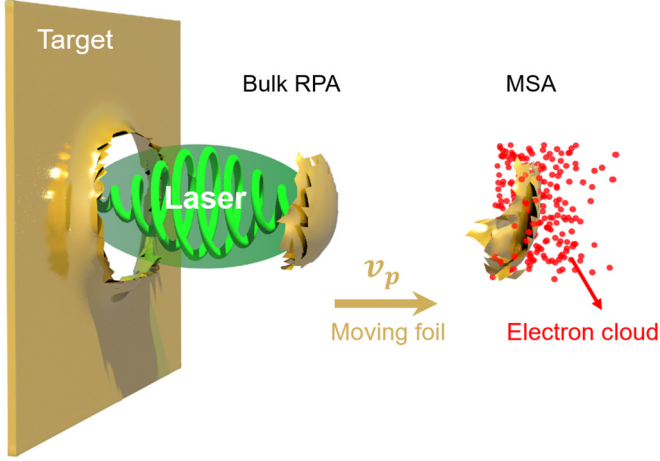 Target
Bulk RPA
MSA
Laser
v_p
Moving foil
Electron cloud